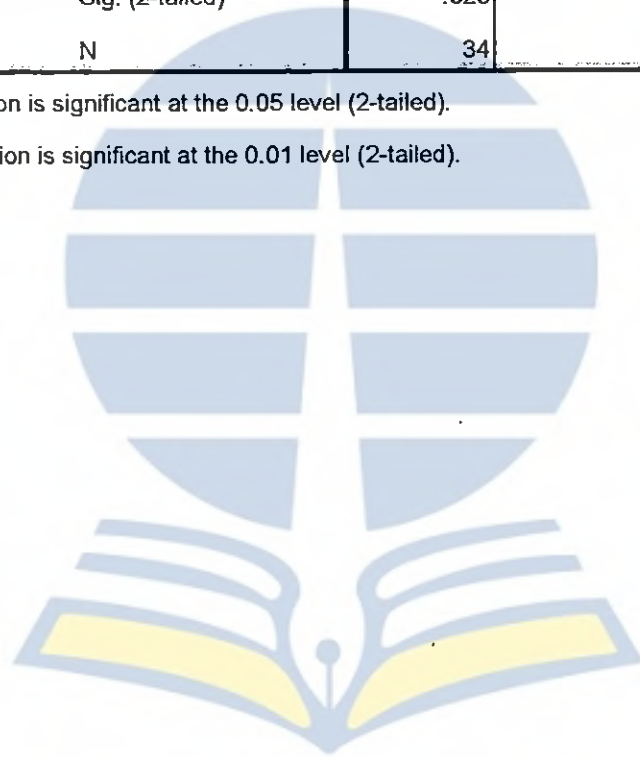 N 34
on is significant at the 0.05 level (2-tailed).
ion is significant at the 0.01 level (2-tailed).